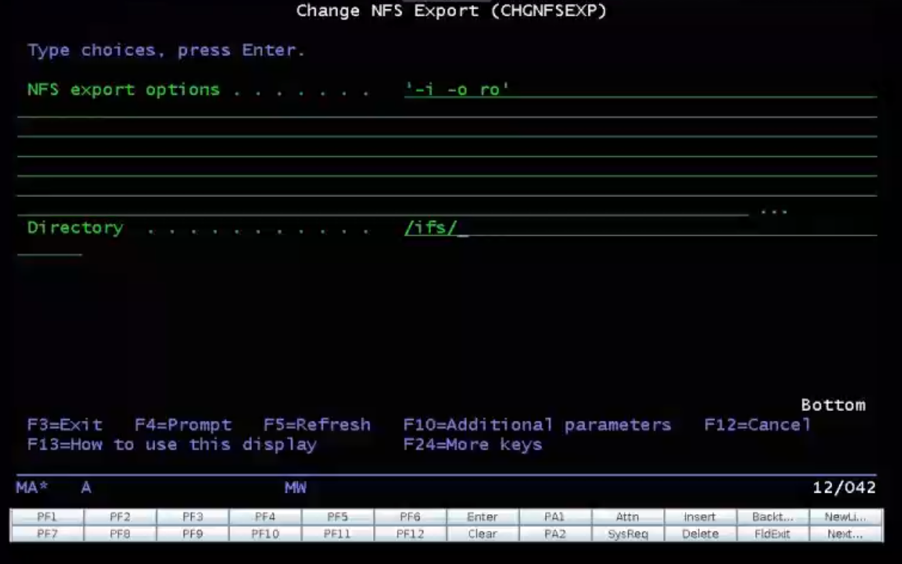 Change NFS Export (CHGNFSEXP)
Type choices, press Enter.
NFS export options . . . . . . . '-i -o ro'
...
Directory . . . . . . . . . . . /ifs/_
Bottom
F3=Exit F4=Prompt F5=Refresh F10=Additional parameters F12=Cancel
F13=How to use this display F24=More keys
MA* A MW 12/042
PF1 PF2 PF3 PF4 PF5 PF6 Enter PA1 Attn Insert Backt... NewLi...
PF7 PF8 PF9 PF10 PF11 PF12 Clear PA2 SysReq Delete FldExit Next...